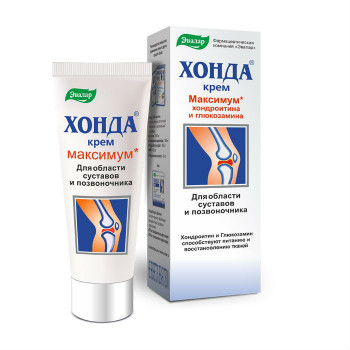 Эвалар
ХОНДА®
крем
максимум*
Для области
суставов
и позвоночника
Эвалар
Фармацевтическая
компания «Эвалар»
ХОНДА®
крем
Максимум*
хондроитина
и глюкозамина
Для области
суставов
и позвоночника
Хондроитин и Глюкозамин
способствуют питанию и
восстановлению тканей